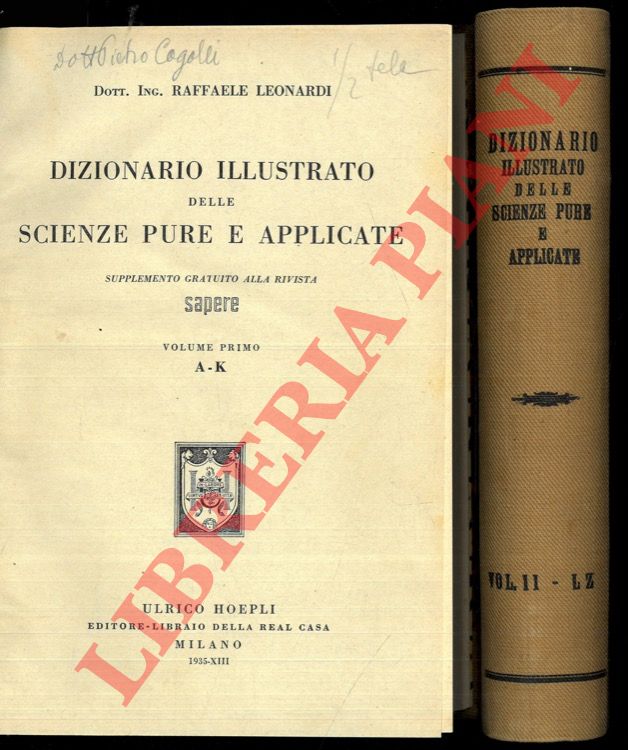 Dott Pietro Cogolli
1/2 tela
DOTT. ING. RAFFAELE LEONARDI
DIZIONARIO ILLUSTRATO
DELLE
SCIENZE PURE E APPLICATE
SUPPLEMENTO GRATUITO ALLA RIVISTA
sapere
VOLUME PRIMO
A-K
ULRICO HOEPLI
EDITORE-LIBRAIO DELLA REAL CASA
MILANO
1935-XIII
DIZIONARIO
ILLUSTRATO
DELLE
SCIENZE PURE
E
APPLICATE
VOL. 11 - LZ
LIBRERIA PIANI